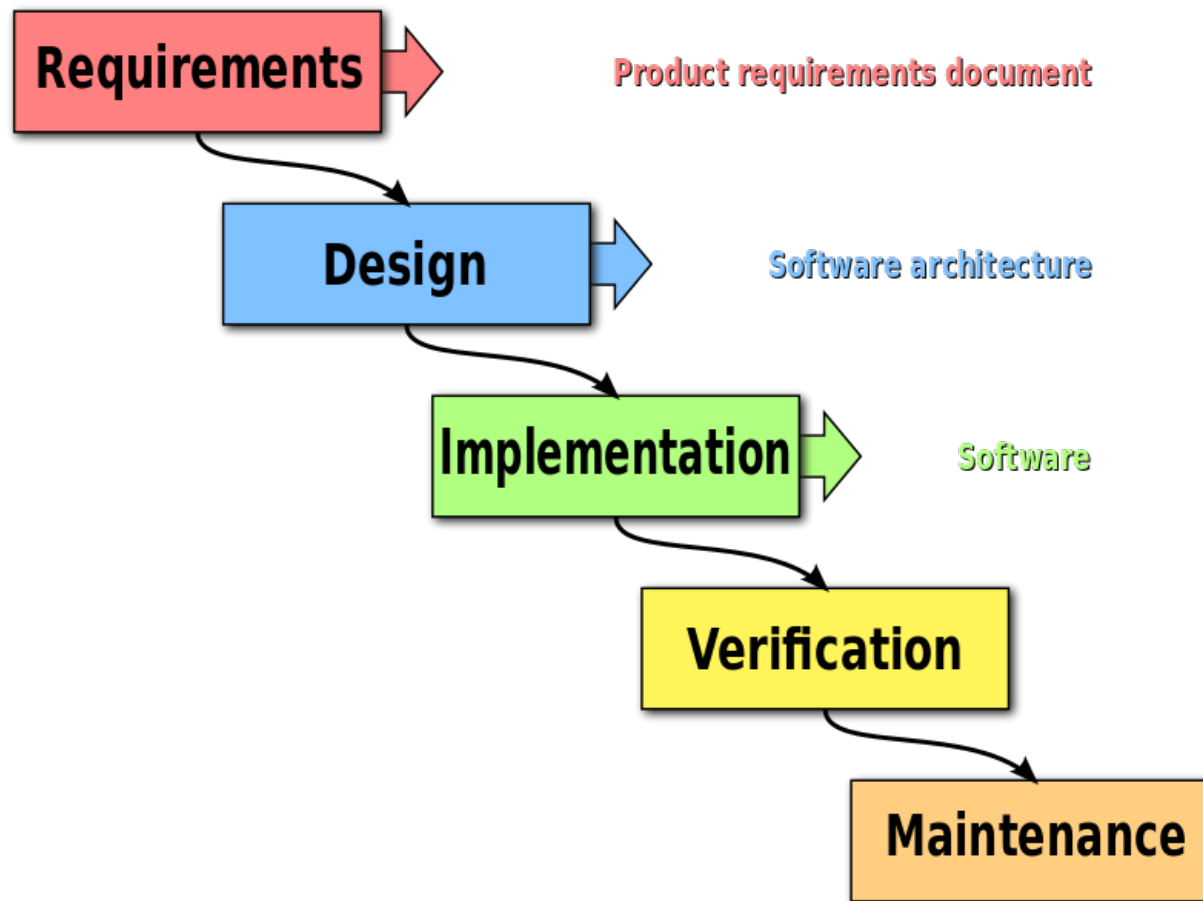 Requirements
Product requirements document
Design
Software architecture
Implementation
Software
Verification
Maintenance